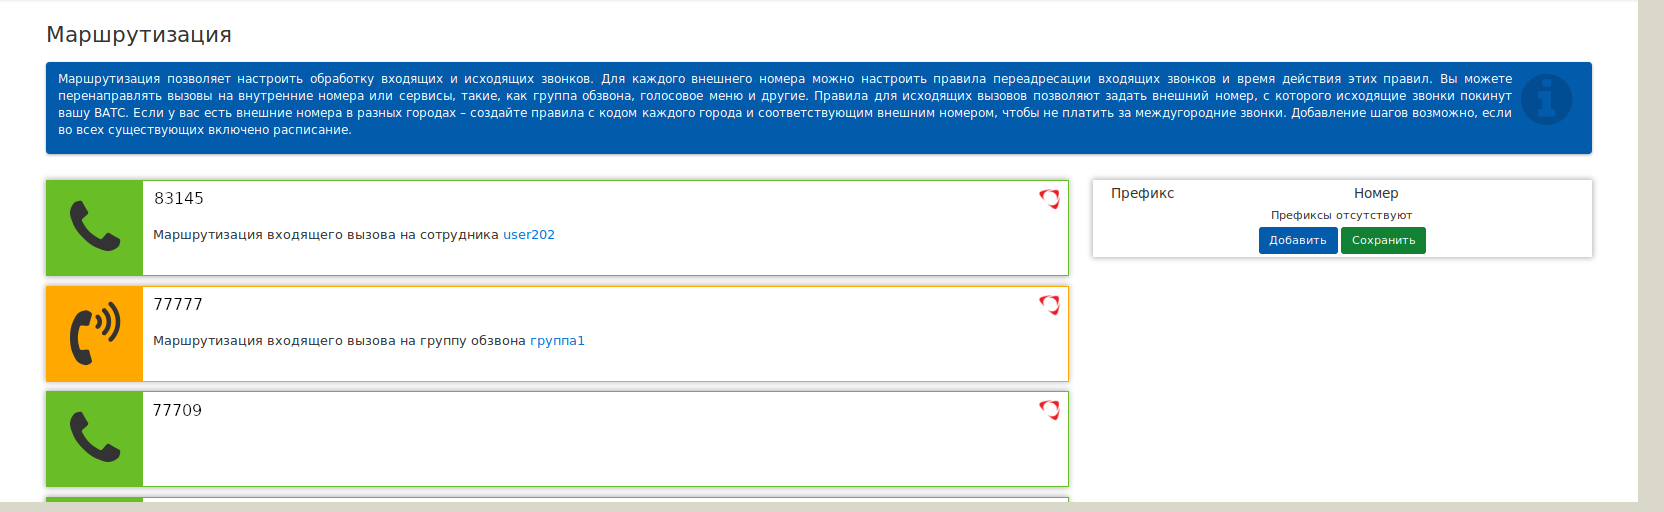 Маршрутизация
Маршрутизация позволяет настроить обработку входящих и исходящих звонков. Для каждого внешнего номера можно настроить правила переадресации входящих звонков и время действия этих правил. Вы можете
перенаправлять вызовы на внутренние номера или сервисы, такие, как группа обзвона, голосовое меню и другие. Правила для исходящих вызовов позволяют задать внешний номер, с которого исходящие звонки покинут
вашу ВАТС. Если у вас есть внешние номера в разных городах – создайте правила с кодом каждого города и соответствующим внешним номером, чтобы не платить за междугородние звонки. Добавление шагов возможно, если
во всех существующих включено расписание.
83145
Маршрутизация входящего вызова на сотрудника user202
77777
Маршрутизация входящего вызова на группу обзвона группа1
77709
Префикс Номер
Префиксы отсутствуют
Добавить Сохранить